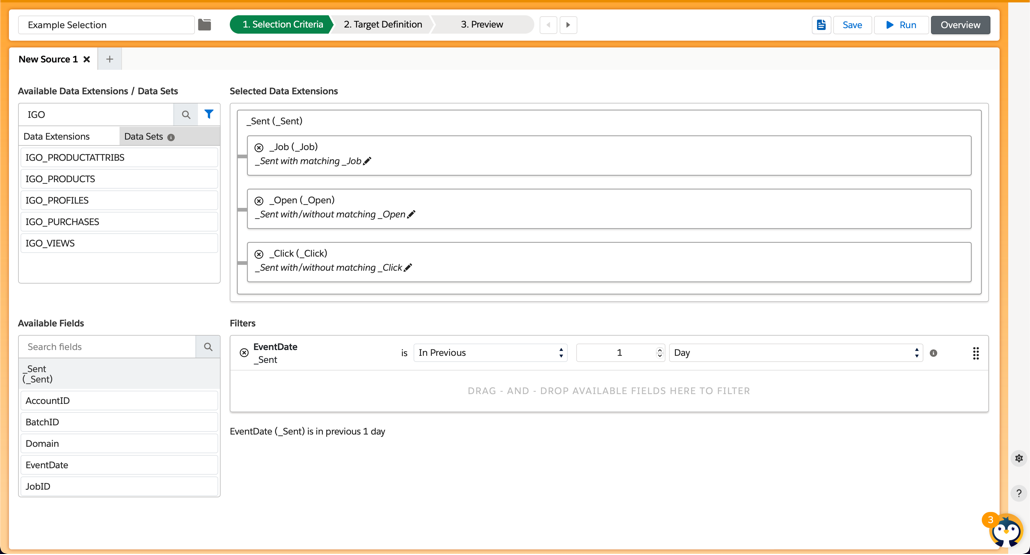 Example Selection
1. Selection Criteria
2. Target Definition
3. Preview
Save
Run
Overview
New Source 1
Available Data Extensions / Data Sets
IGO
Data Extensions
Data Sets
IGO_PRODUCTATTRIBS
IGO_PRODUCTS
IGO_PROFILES
IGO_PURCHASES
IGO_VIEWS
Selected Data Extensions
_Sent (_Sent)
_Job (_Job)
_Sent with matching _Job
_Open (_Open)
_Sent with/without matching _Open
_Click (_Click)
_Sent with/without matching _Click
Available Fields
Search fields
_Sent
(_Sent)
AccountID
BatchID
Domain
EventDate
JobID
Filters
EventDate
_Sent
is
In Previous
1
Day
DRAG - AND - DROP AVAILABLE FIELDS HERE TO FILTER
EventDate (_Sent) is in previous 1 day
?
3